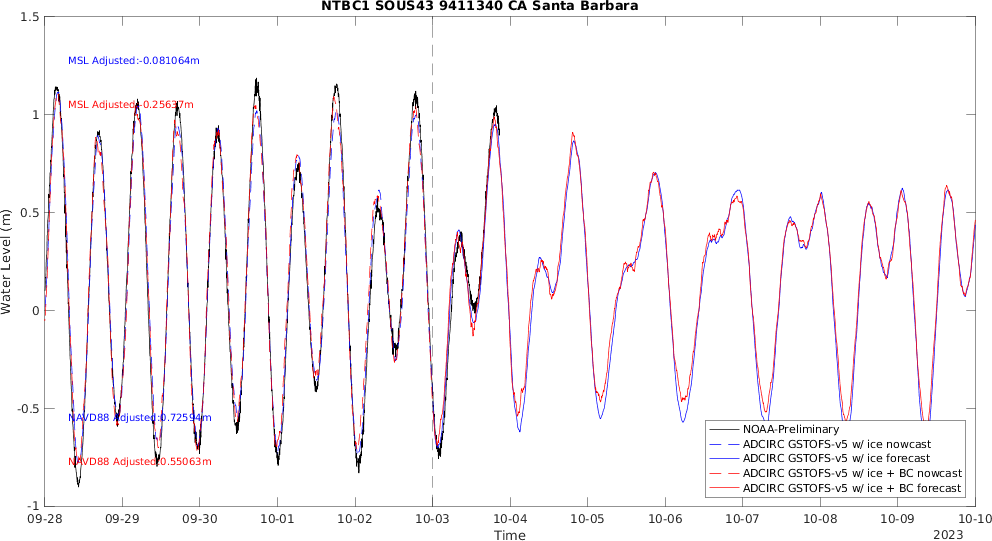 NTBC1 SOUS43 9411340 CA Santa Barbara
1.5
MSL Adjusted:-0.081064m
MSL Adjusted:-0.25637m
1
0.5
Water Level (m)
0
-0.5
NAVD88 Adjusted:0.72594m
NAVD88 Adjusted:0.55063m
-1
NOAA-Preliminary
ADCIRC GSTOFS-v5 w/ ice nowcast
ADCIRC GSTOFS-v5 w/ ice forecast
ADCIRC GSTOFS-v5 w/ ice + BC nowcast
ADCIRC GSTOFS-v5 w/ ice + BC forecast
09-28 09-29 09-30 10-01 10-02 10-03 10-04 10-05 10-06 10-07 10-08 10-09 10-10
Time
2023